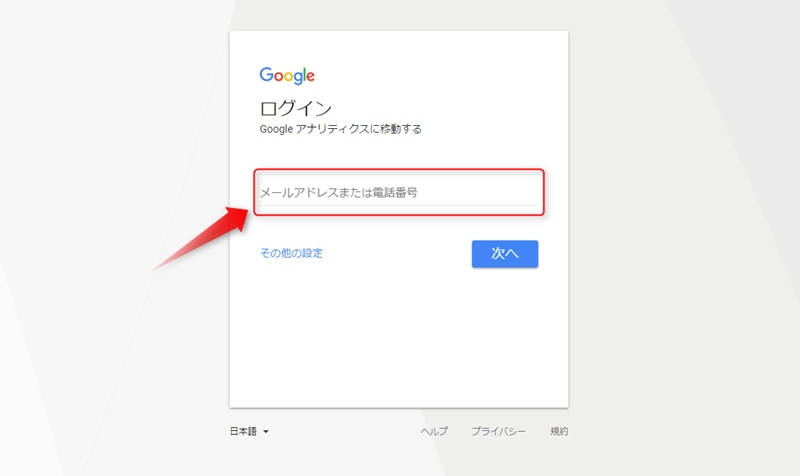 Google
ログイン
Google アナリティクスに移動する
メールアドレスまたは電話番号
その他の設定
次へ
日本語
ヘルプ
プライバシー
規約